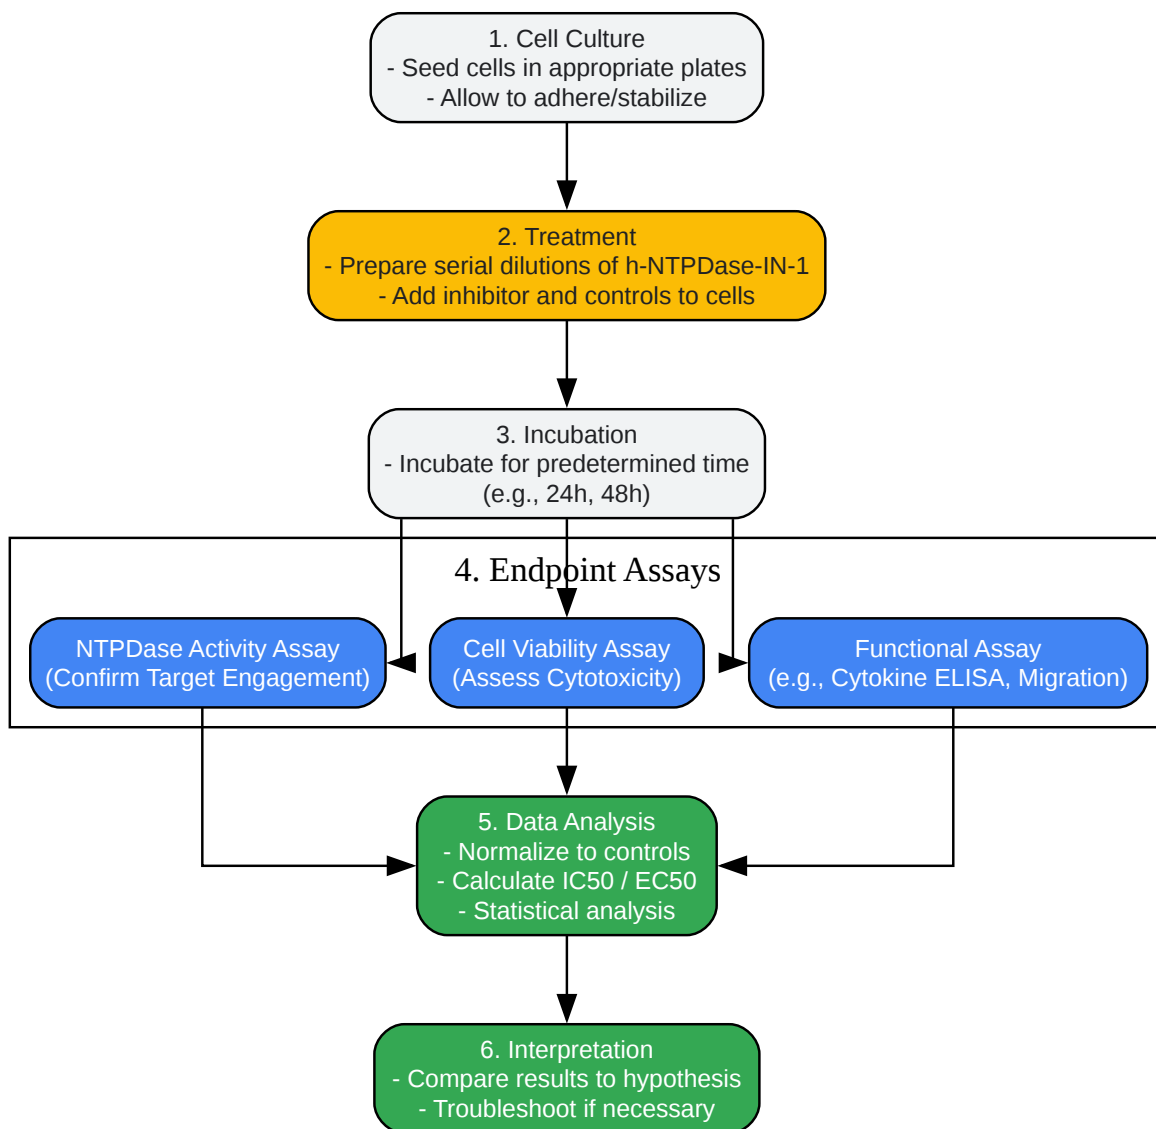 1. Cell Culture
- Seed cells in appropriate plates
- Allow to adhere/stabilize
2. Treatment
- Prepare serial dilutions of h-NTPDase-IN-1
- Add inhibitor and controls to cells
3. Incubation
- Incubate for predetermined time
(e.g., 24h, 48h)
4. Endpoint Assays
NTPDase Activity Assay
(Confirm Target Engagement)
Cell Viability Assay
(Assess Cytotoxicity)
Functional Assay
(e.g., Cytokine ELISA, Migration)
5. Data Analysis
- Normalize to controls
- Calculate IC50 / EC50
- Statistical analysis
6. Interpretation
- Compare results to hypothesis
- Troubleshoot if necessary